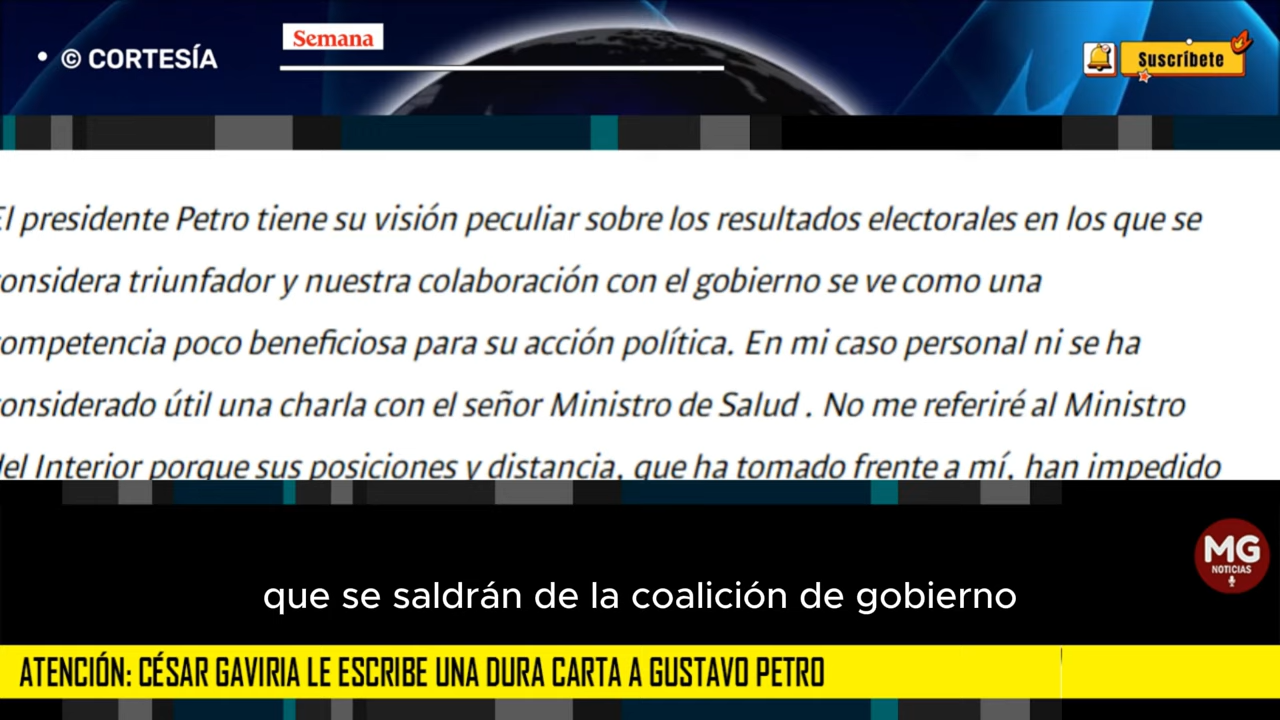 • © CORTESÍA
Semana
Suscríbete
El presidente Petro tiene su visión peculiar sobre los resultados electorales en los que se
considera triunfador y nuestra colaboración con el gobierno se ve como una
competencia poco beneficiosa para su acción política. En mi caso personal ni se ha
considerado útil una charla con el señor Ministro de Salud . No me referiré al Ministro
del Interior porque sus posiciones y distancia, que ha tomado frente a mí, han impedido
MG
NOTICIAS
que se saldrán de la coalición de gobierno
ATENCIÓN: CÉSAR GAVIRIA LE ESCRIBE UNA DURA CARTA A GUSTAVO PETRO